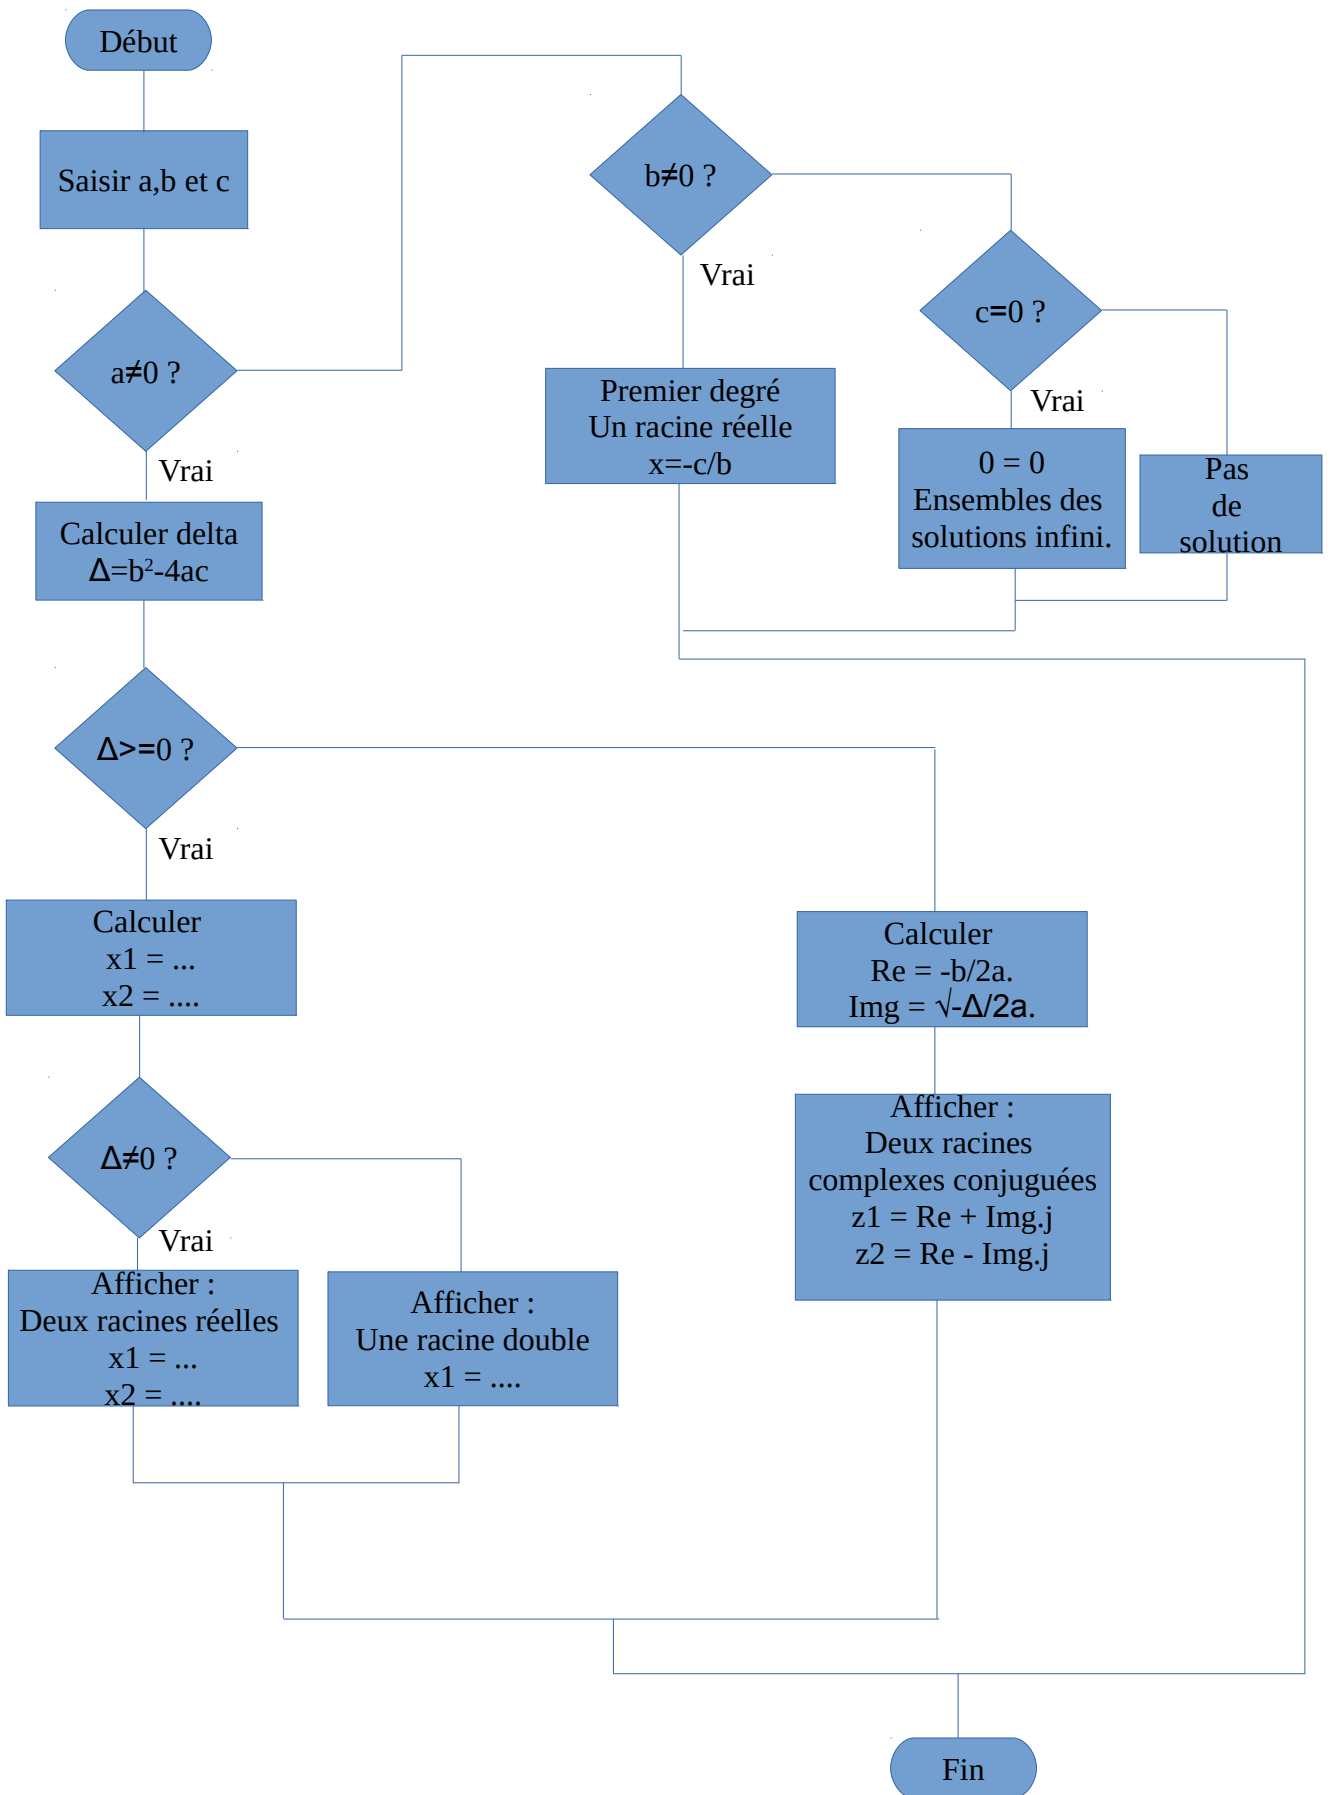 Début
Saisir a,b et c
a≠0 ?
Vrai
Calculer delta
Δ=b²-4ac
b≠0 ?
Vrai
Premier degré
Un racine réelle
x=-c/b
c=0 ?
Vrai
0 = 0
Ensembles des
solutions infini.
Pas
de
solution
Δ>=0 ?
Vrai
Calculer
x1 = ...
x2 = ....
Δ≠0 ?
Vrai
Afficher :
Deux racines réelles
x1 = ...
x2 = ....
Afficher :
Une racine double
x1 = ....
Calculer
Re = -b/2a.
Img = √-Δ/2a.
Afficher :
Deux racines
complexes conjuguées
z1 = Re + Img.j
z2 = Re - Img.j
Fin